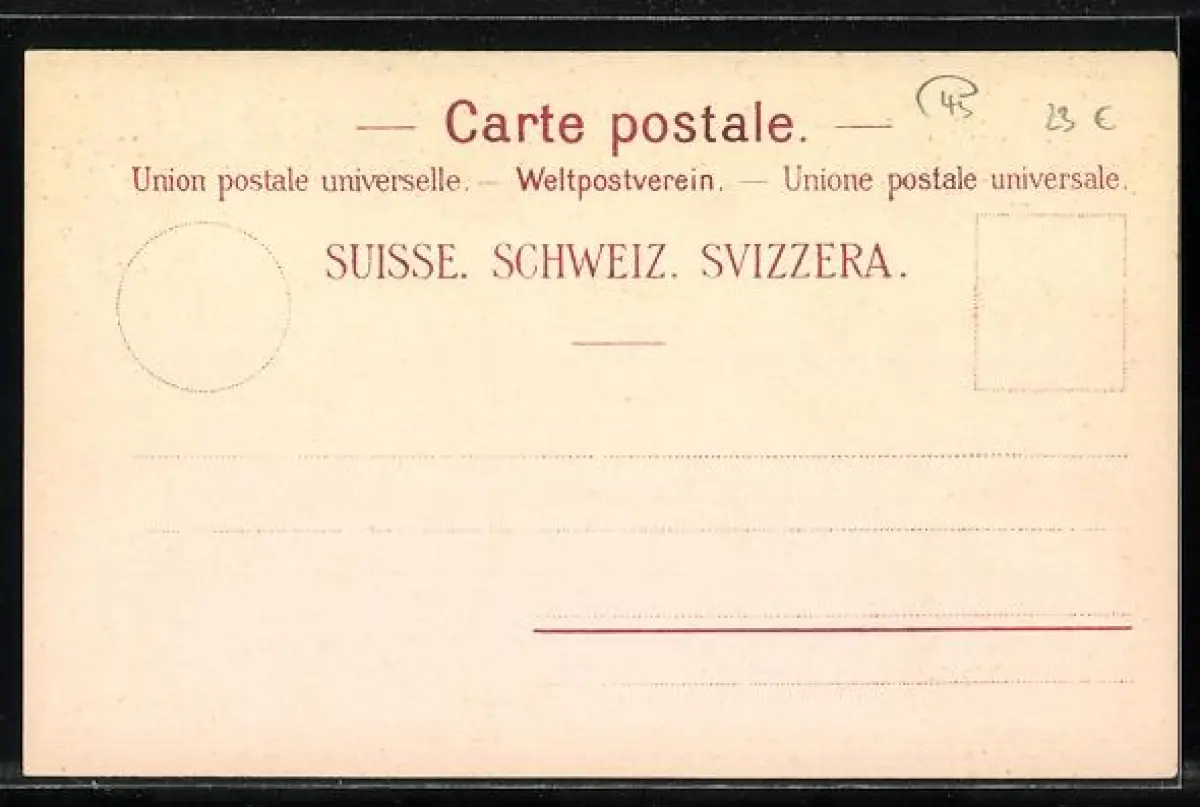 — Carte postale. —
45
23 €
Union postale universelle. — Weltpostverein. — Unione postale universale.
SUISSE. SCHWEIZ. SVIZZERA.